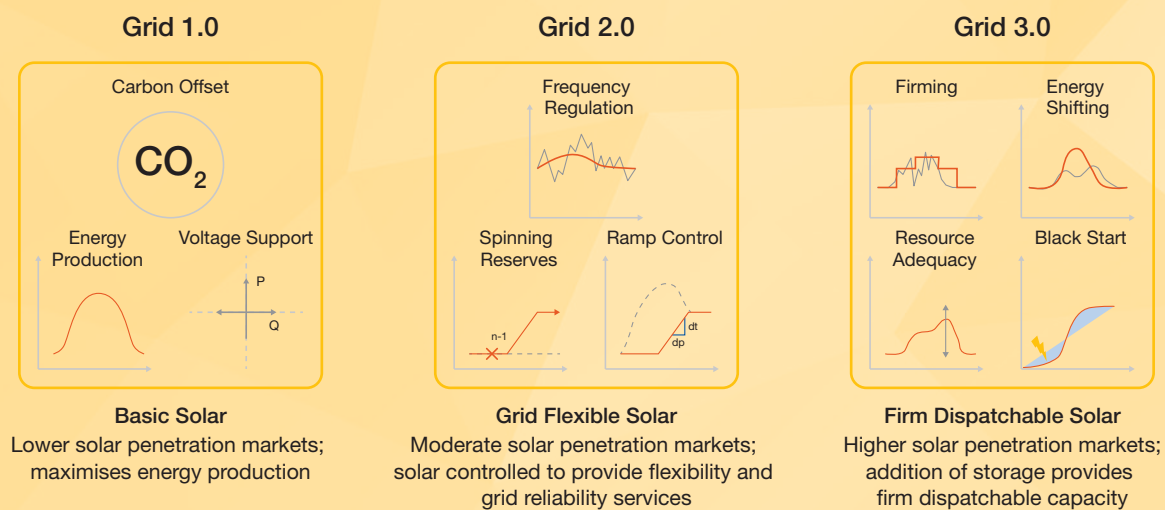 Grid 1.0
Carbon Offset
CO₂
Energy
Production
Voltage Support
P
Q
Basic Solar
Lower solar penetration markets;
maximises energy production
Grid 2.0
Frequency
Regulation
Spinning
Reserves
n-1
Ramp Control
dt
dp
Grid Flexible Solar
Moderate solar penetration markets;
solar controlled to provide flexibility and
grid reliability services
Grid 3.0
Firming
Energy
Shifting
Resource
Adequacy
Black Start
Firm Dispatchable Solar
Higher solar penetration markets;
addition of storage provides
firm dispatchable capacity